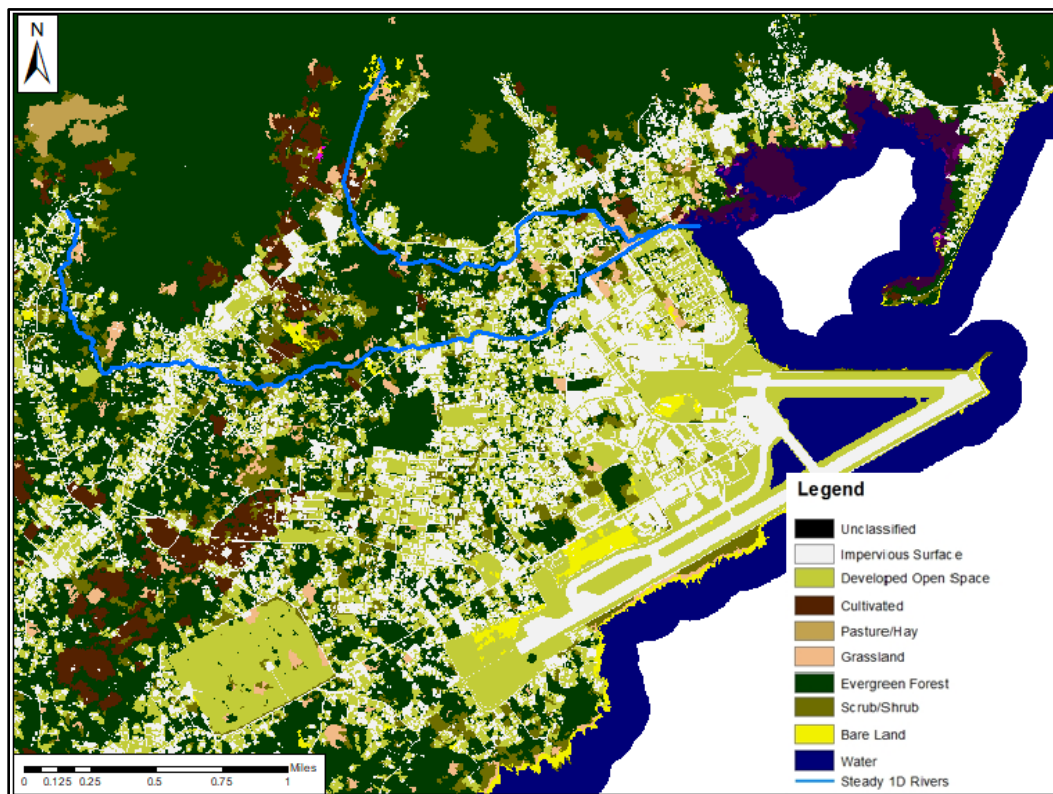 N
Legend
Unclassified
Impervious Surface
Developed Open Space
Cultivated
Pasture/Hay
Grassland
Evergreen Forest
Scrub/Shrub
Bare Land
Water
Steady 1D Rivers
Miles
0 0.125 0.25 0.5 0.75 1